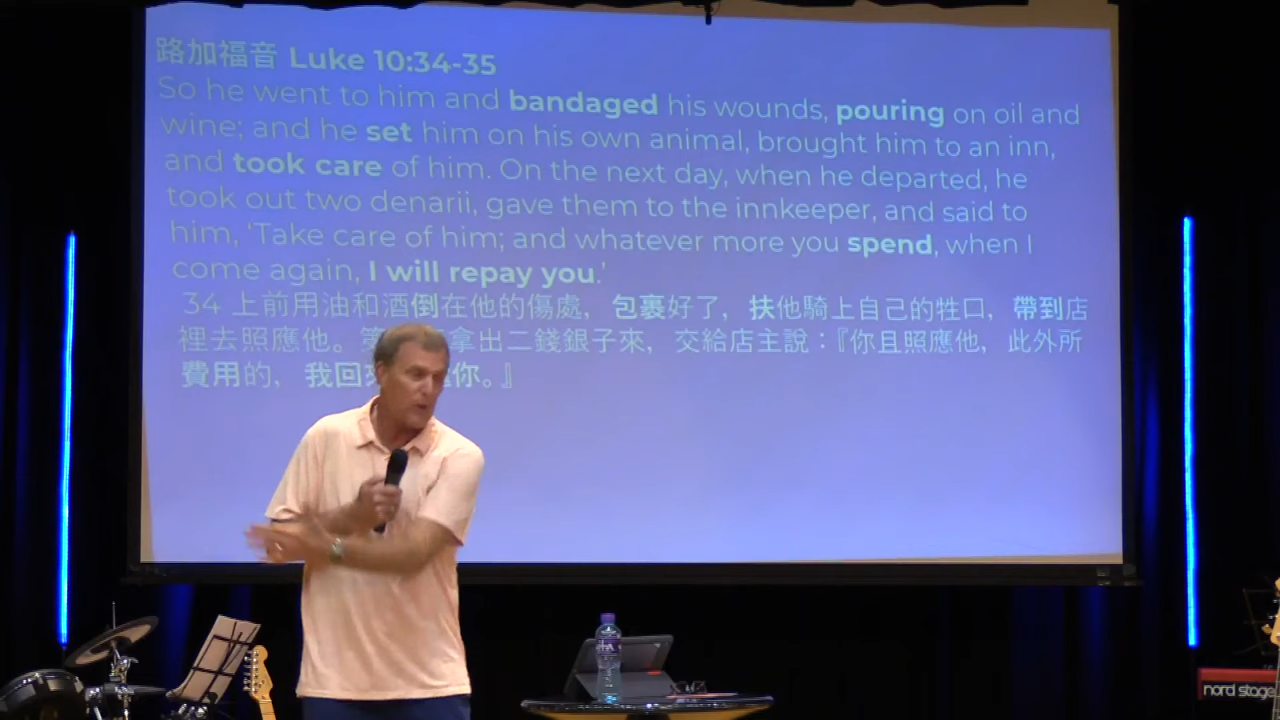 路加福音 Luke 10:34-35
So he went to him and bandaged his wounds, pouring on oil and
wine; and he set him on his own animal, brought him to an inn,
and took care of him. On the next day, when he departed, he
took out two denarii, gave them to the innkeeper, and said to
him, 'Take care of him; and whatever more you spend, when I
come again, I will repay you.'
34 上前用油和酒倒在他的傷處，包裹好了，扶他騎上自己的牲口，帶到店
裡去照應他。第 拿出二錢銀子來，交給店主說：『你且照應他，此外所
費用的，我回 你。』
nord stage